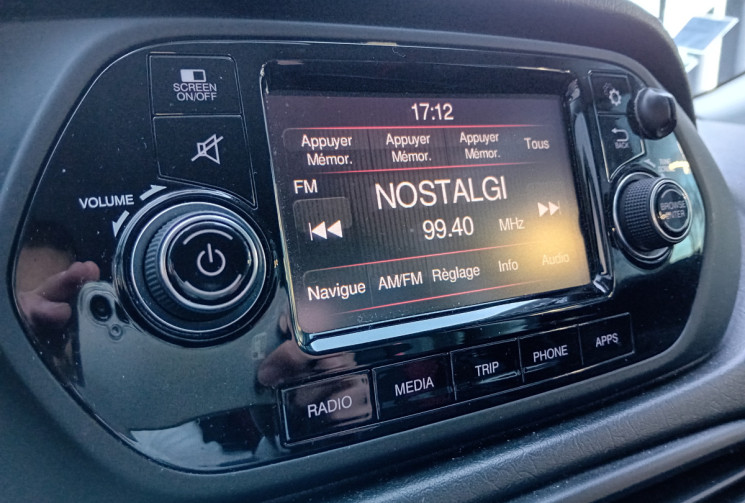 SCREEN
ON/OFF
VOLUME
17:12
Appuyer
Mémor.
Appuyer
Mémor.
Appuyer
Mémor.
Tous
FM
NOSTALGI
99.40 MHz
Navigue AM/FM Règlage Info Audio
BACK
BROWSE
ENTER
RADIO MEDIA TRIP PHONE APPS